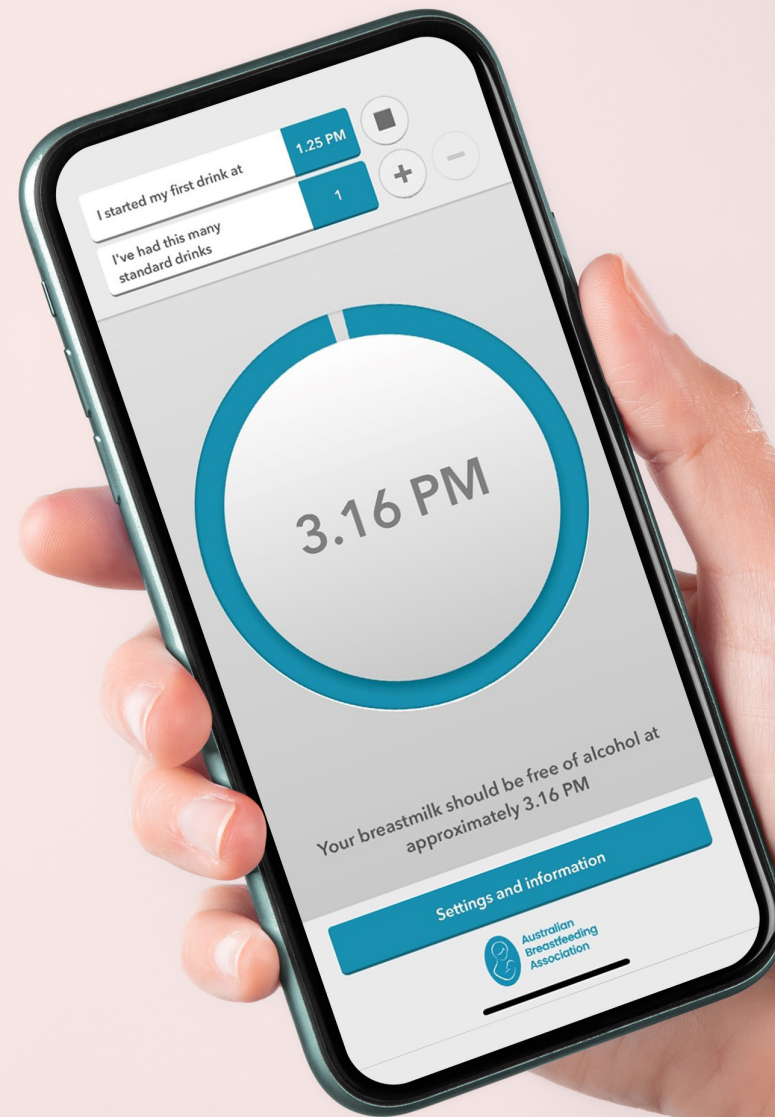 I started my first drink at
1.25 PM
I've had this many
standard drinks
1
3.16 PM
Your breastmilk should be free of alcohol at
approximately 3.16 PM
Settings and information
Australian
Breastfeeding
Association